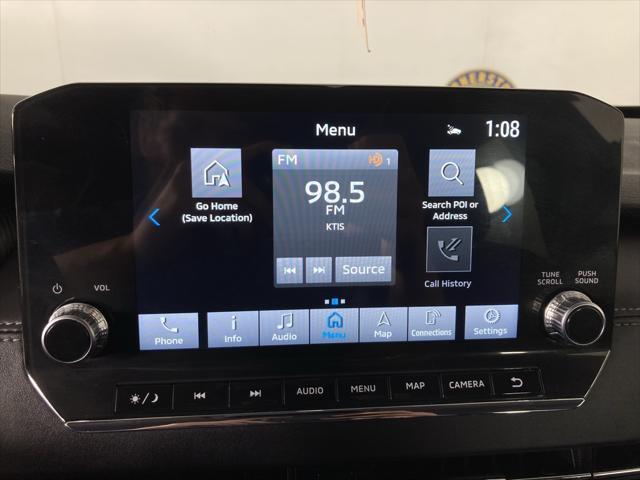 Menu
1:08
FM
HD 1
98.5
FM
KTIS
Source
Go Home
(Save Location)
Search POI or
Address
Call History
Phone
Info
Audio
Menu
Map
Connections
Settings
VOL
TUNE
SCROLL
PUSH
SOUND
AUDIO
MENU
MAP
CAMERA